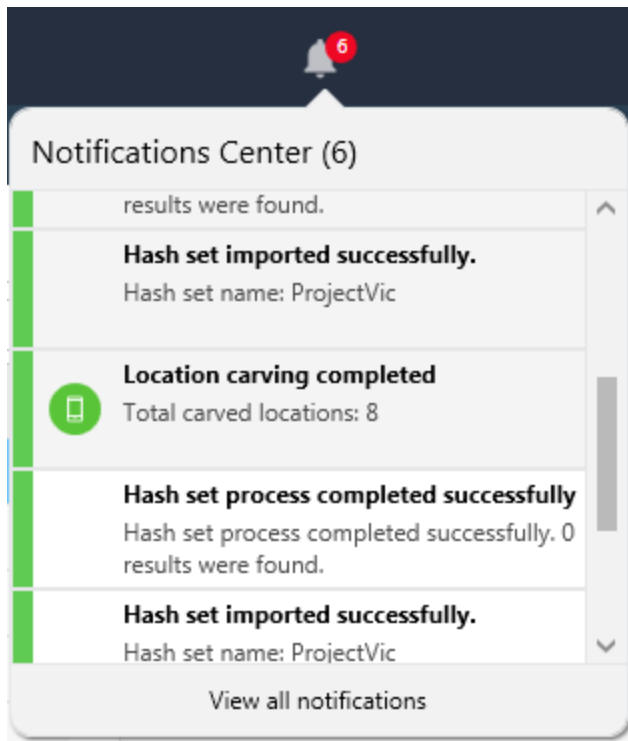 6
Notifications Center (6)
results were found.
Hash set imported successfully.
Hash set name: ProjectVic
Location carving completed
Total carved locations: 8
Hash set process completed successfully
Hash set process completed successfully. 0
results were found.
Hash set imported successfully.
Hash set name: ProjectVic
View all notifications